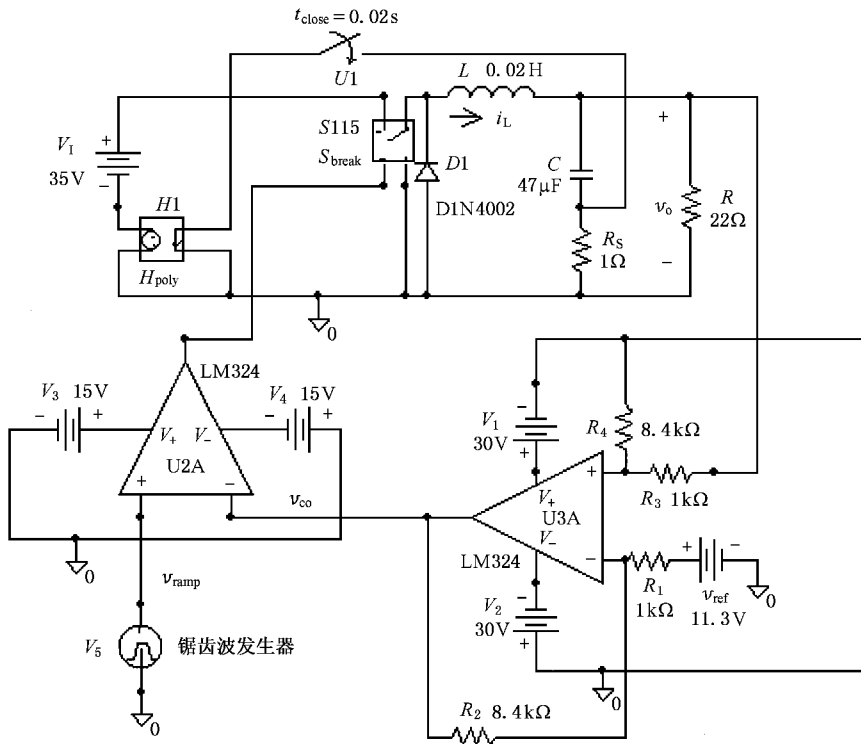 t_close = 0.02s
U1
L 0.02H
i_L
S115
S_break
D1
D1N4002
C
47μF
R_S
1Ω
+
v_o
−
R
22Ω
+
V_I
−
35V
H1
H_poly
0
LM324
V_3 15V
− +
V_4 15V
− +
V_+ V_−
U2A
+ −
0
v_ramp
v_co
V_5
锯齿波发生器
0
−
V_1
30V
+
R_4
8.4kΩ
R_3 1kΩ
+
V_+
U3A
V_−
−
LM324
R_1
1kΩ
+ −
v_ref
11.3V
0
−
V_2
30V
+
0
R_2 8.4kΩ